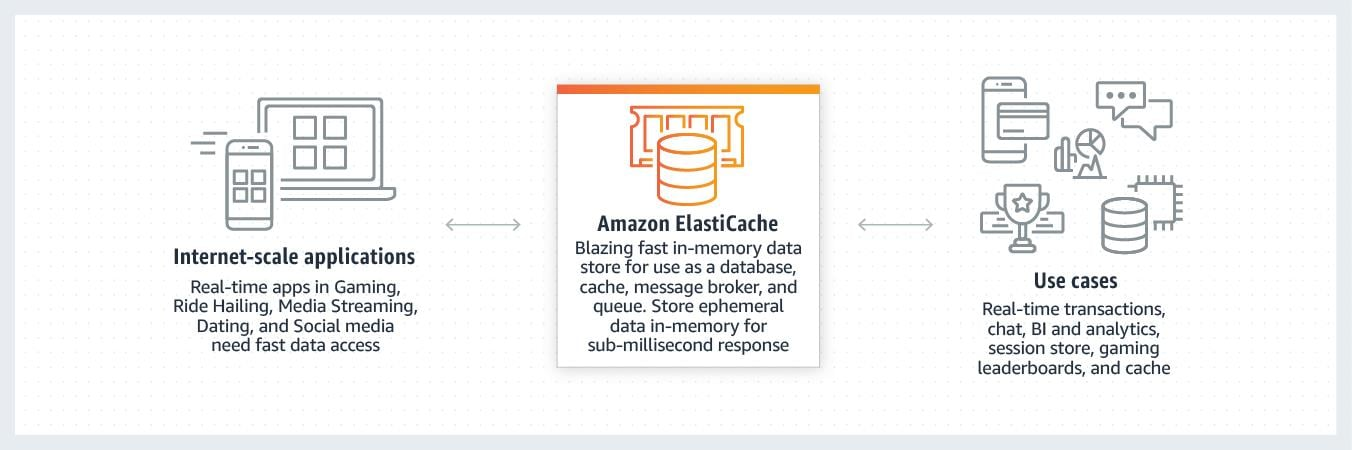 Internet-scale applications
Real-time apps in Gaming,
Ride Hailing, Media Streaming,
Dating, and Social media
need fast data access
Amazon ElastiCache
Blazing fast in-memory data
store for use as a database,
cache, message broker, and
queue. Store ephemeral
data in-memory for
sub-millisecond response
Use cases
Real-time transactions,
chat, BI and analytics,
session store, gaming
leaderboards, and cache